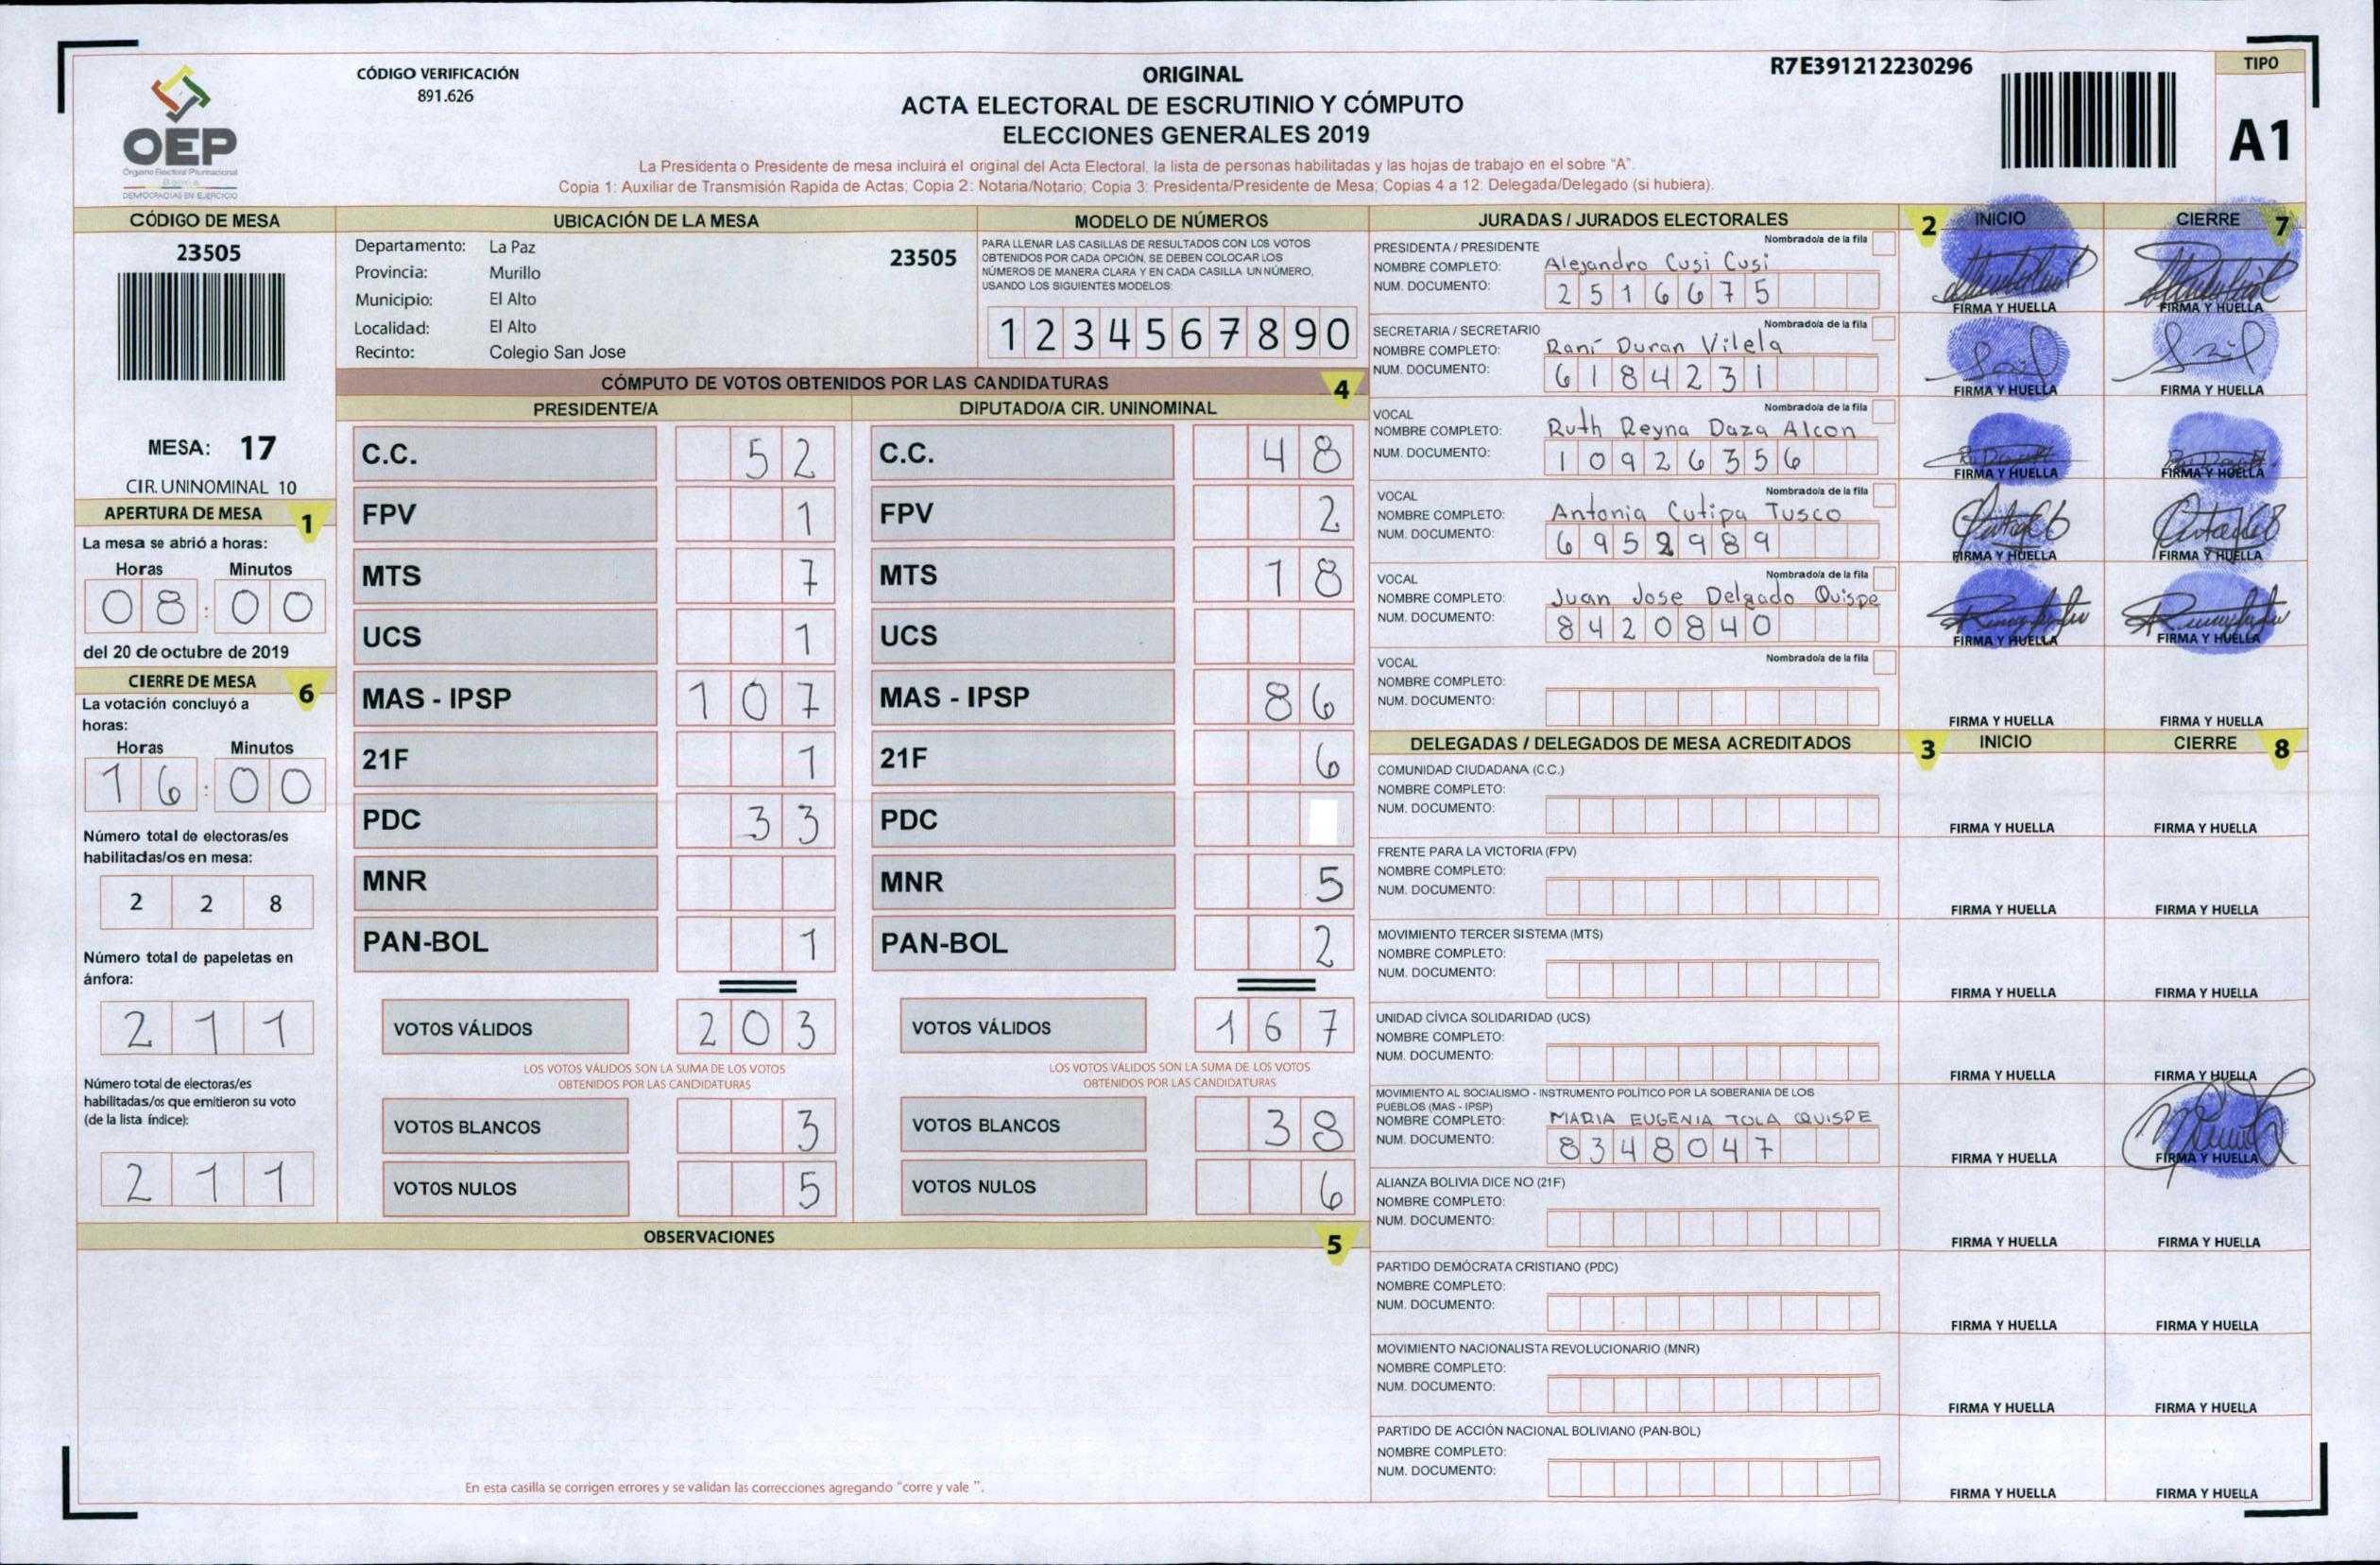 OEP
Órgano Electoral Plurinacional
Bolivia
DEMOCRACIAS EN EJERCICIO
CÓDIGO VERIFICACIÓN
891.626
ORIGINAL
ACTA ELECTORAL DE ESCRUTINIO Y CÓMPUTO
ELECCIONES GENERALES 2019
La Presidenta o Presidente de mesa incluirá el original del Acta Electoral, la lista de personas habilitadas y las hojas de trabajo en el sobre "A".
Copia 1: Auxiliar de Transmisión Rapida de Actas; Copia 2: Notaria/Notario; Copia 3: Presidenta/Presidente de Mesa; Copias 4 a 12: Delegada/Delegado (si hubiera).
R7E391212230296
TIPO
A1
CÓDIGO DE MESA
23505
MESA: 17
CIR. UNINOMINAL 10
APERTURA DE MESA 1
La mesa se abrió a horas:
Horas Minutos
08:00
del 20 de octubre de 2019
CIERRE DE MESA 6
La votación concluyó a
horas:
Horas Minutos
16:00
Número total de electoras/es
habilitadas/os en mesa:
2 2 8
Número total de papeletas en
ánfora:
2 1 1
Número total de electoras/es
habilitadas/os que emitieron su voto
(de la lista índice):
2 1 1
UBICACIÓN DE LA MESA
Departamento: La Paz 23505
Provincia: Murillo
Municipio: El Alto
Localidad: El Alto
Recinto: Colegio San Jose
MODELO DE NÚMEROS
PARA LLENAR LAS CASILLAS DE RESULTADOS CON LOS VOTOS
OBTENIDOS POR CADA OPCIÓN, SE DEBEN COLOCAR LOS
NÚMEROS DE MANERA CLARA Y EN CADA CASILLA UN NÚMERO,
USANDO LOS SIGUIENTES MODELOS:
1 2 3 4 5 6 7 8 9 0
CÓMPUTO DE VOTOS OBTENIDOS POR LAS CANDIDATURAS 4
PRESIDENTE/A DIPUTADO/A CIR. UNINOMINAL
C.C. 52 C.C. 48
FPV 1 FPV 2
MTS 7 MTS 18
UCS 1 UCS
MAS - IPSP 107 MAS - IPSP 86
21F 1 21F 6
PDC 33 PDC
MNR MNR 5
PAN-BOL 1 PAN-BOL 2
VOTOS VÁLIDOS 203 VOTOS VÁLIDOS 167
LOS VOTOS VÁLIDOS SON LA SUMA DE LOS VOTOS LOS VOTOS VÁLIDOS SON LA SUMA DE LOS VOTOS
OBTENIDOS POR LAS CANDIDATURAS OBTENIDOS POR LAS CANDIDATURAS
VOTOS BLANCOS 3 VOTOS BLANCOS 38
VOTOS NULOS 5 VOTOS NULOS 6
OBSERVACIONES 5
En esta casilla se corrigen errores y se validan las correcciones agregando "corre y vale ".
JURADAS / JURADOS ELECTORALES 2 INICIO CIERRE 7
PRESIDENTA / PRESIDENTE Nombrado/a de la fila
NOMBRE COMPLETO: Alejandro Cusi Cusi
NUM. DOCUMENTO: 2516675
FIRMA Y HUELLA FIRMA Y HUELLA
SECRETARIA / SECRETARIO Nombrado/a de la fila
NOMBRE COMPLETO: Raní Duran Vilela
NUM. DOCUMENTO: 6184231
FIRMA Y HUELLA FIRMA Y HUELLA
VOCAL Nombrado/a de la fila
NOMBRE COMPLETO: Ruth Reyna Daza Alcon
NUM. DOCUMENTO: 10926356
FIRMA Y HUELLA FIRMA Y HUELLA
VOCAL Nombrado/a de la fila
NOMBRE COMPLETO: Antonia Cutipa Tusco
NUM. DOCUMENTO: 6952989
FIRMA Y HUELLA FIRMA Y HUELLA
VOCAL Nombrado/a de la fila
NOMBRE COMPLETO: Juan Jose Delgado Quispe
NUM. DOCUMENTO: 8420840
FIRMA Y HUELLA FIRMA Y HUELLA
VOCAL Nombrado/a de la fila
NOMBRE COMPLETO:
NUM. DOCUMENTO:
FIRMA Y HUELLA FIRMA Y HUELLA
DELEGADAS / DELEGADOS DE MESA ACREDITADOS 3 INICIO CIERRE 8
COMUNIDAD CIUDADANA (C.C.)
NOMBRE COMPLETO:
NUM. DOCUMENTO:
FIRMA Y HUELLA FIRMA Y HUELLA
FRENTE PARA LA VICTORIA (FPV)
NOMBRE COMPLETO:
NUM. DOCUMENTO:
FIRMA Y HUELLA FIRMA Y HUELLA
MOVIMIENTO TERCER SISTEMA (MTS)
NOMBRE COMPLETO:
NUM. DOCUMENTO:
FIRMA Y HUELLA FIRMA Y HUELLA
UNIDAD CÍVICA SOLIDARIDAD (UCS)
NOMBRE COMPLETO:
NUM. DOCUMENTO:
FIRMA Y HUELLA FIRMA Y HUELLA
MOVIMIENTO AL SOCIALISMO - INSTRUMENTO POLÍTICO POR LA SOBERANIA DE LOS
PUEBLOS (MAS - IPSP)
NOMBRE COMPLETO: MARIA EUGENIA TOLA QUISPE
NUM. DOCUMENTO: 8348047
FIRMA Y HUELLA FIRMA Y HUELLA
ALIANZA BOLIVIA DICE NO (21F)
NOMBRE COMPLETO:
NUM. DOCUMENTO:
FIRMA Y HUELLA FIRMA Y HUELLA
PARTIDO DEMÓCRATA CRISTIANO (PDC)
NOMBRE COMPLETO:
NUM. DOCUMENTO:
FIRMA Y HUELLA FIRMA Y HUELLA
MOVIMIENTO NACIONALISTA REVOLUCIONARIO (MNR)
NOMBRE COMPLETO:
NUM. DOCUMENTO:
FIRMA Y HUELLA FIRMA Y HUELLA
PARTIDO DE ACCIÓN NACIONAL BOLIVIANO (PAN-BOL)
NOMBRE COMPLETO:
NUM. DOCUMENTO:
FIRMA Y HUELLA FIRMA Y HUELLA